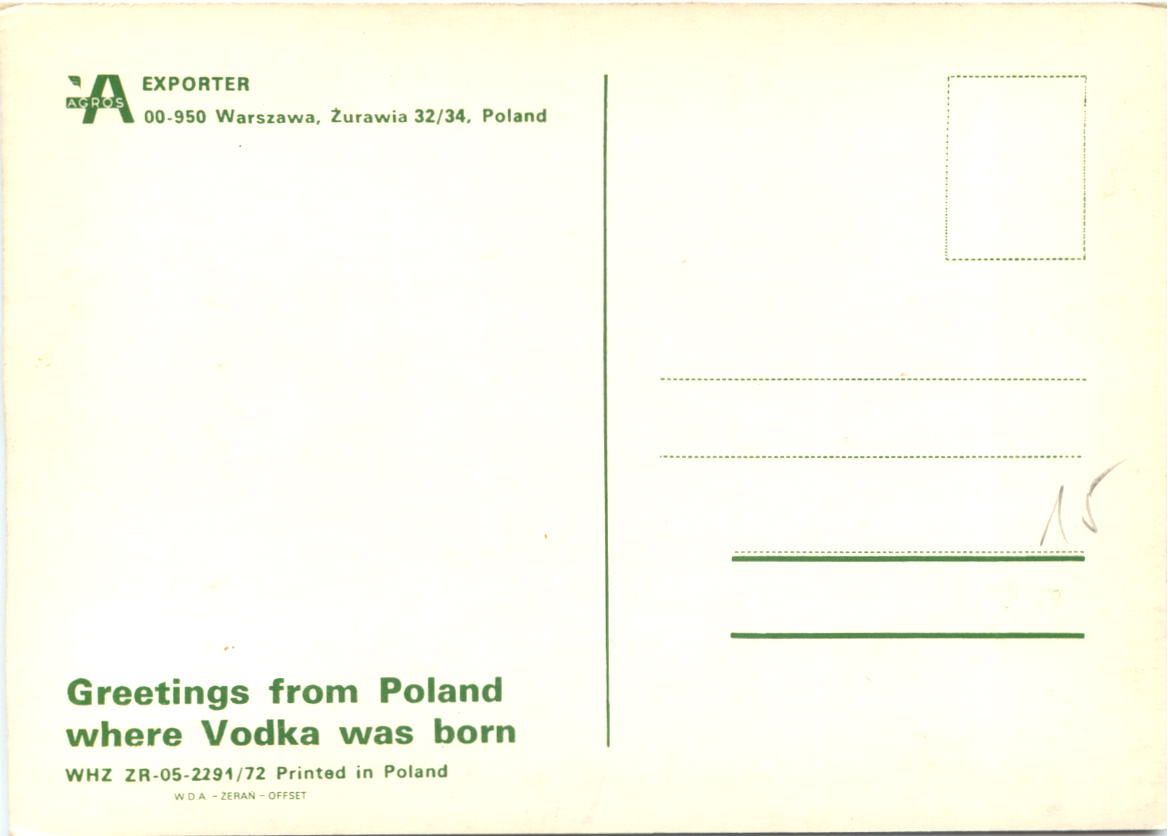 AGROS
EXPORTER
00-950 Warszawa, Żurawia 32/34, Poland
15
Greetings from Poland
where Vodka was born
WHZ ZR-05-2291/72 Printed in Poland
W.D.A. – ŻERAŃ – OFFSET